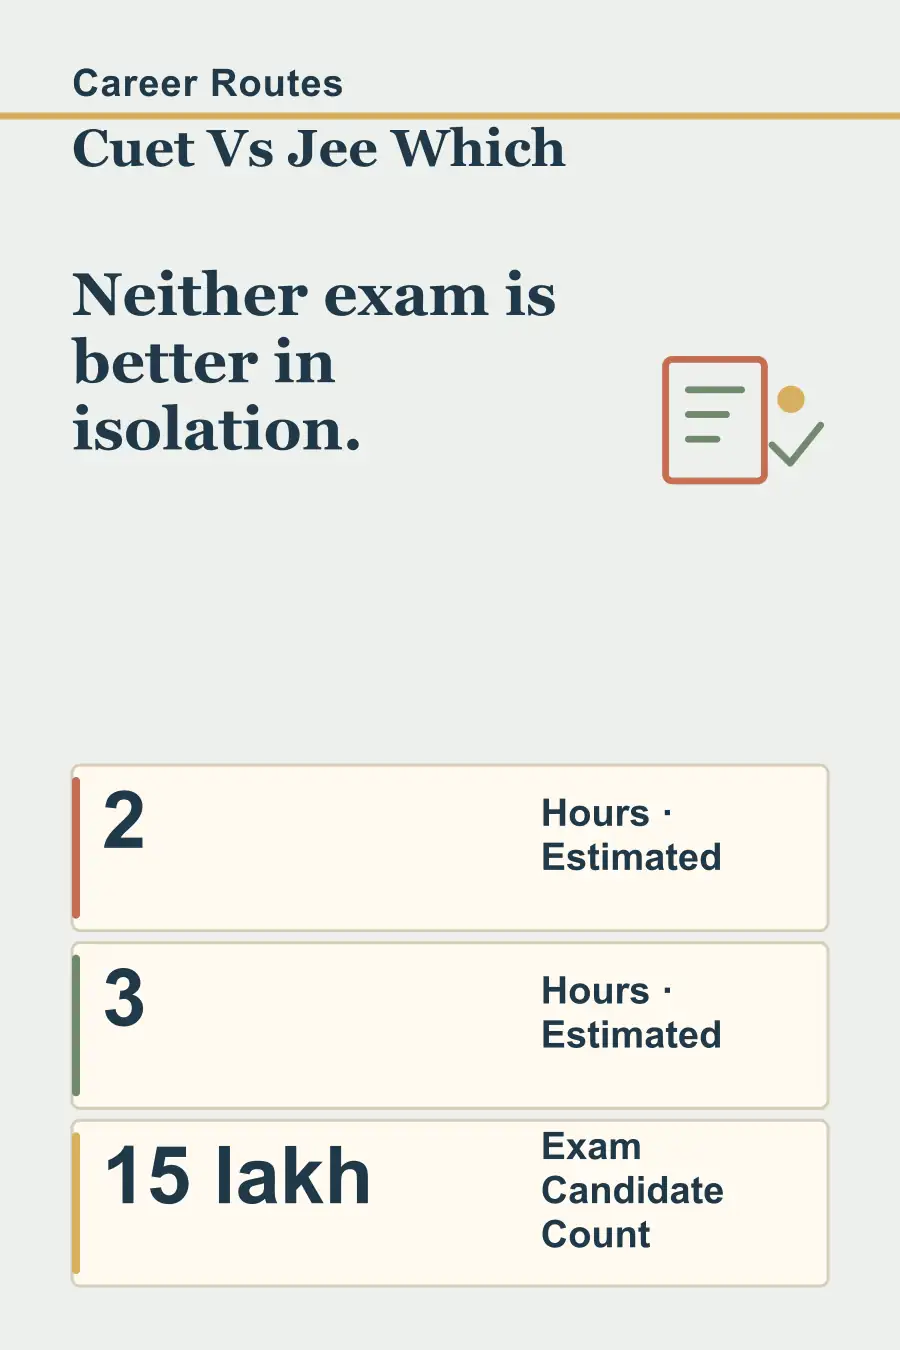 Career Routes
Cuet Vs Jee Which
Neither exam is
better in
isolation.
2
Hours ·
Estimated
3
Hours ·
Estimated
15 lakh
Exam
Candidate
Count